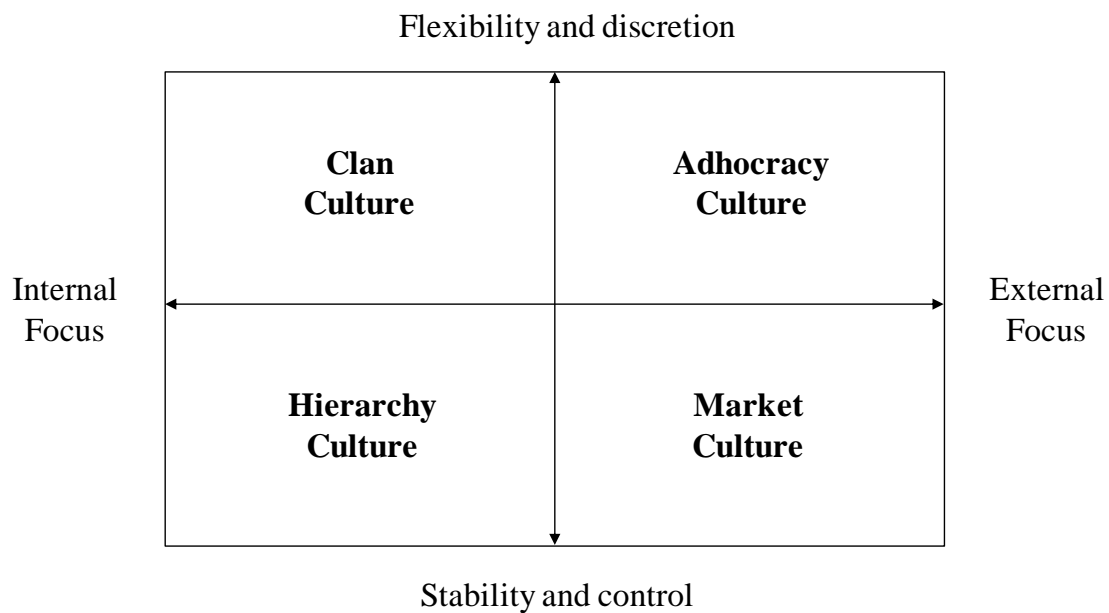 Flexibility and discretion
Clan
Culture
Adhocracy
Culture
Internal
Focus
External
Focus
Hierarchy
Culture
Market
Culture
Stability and control